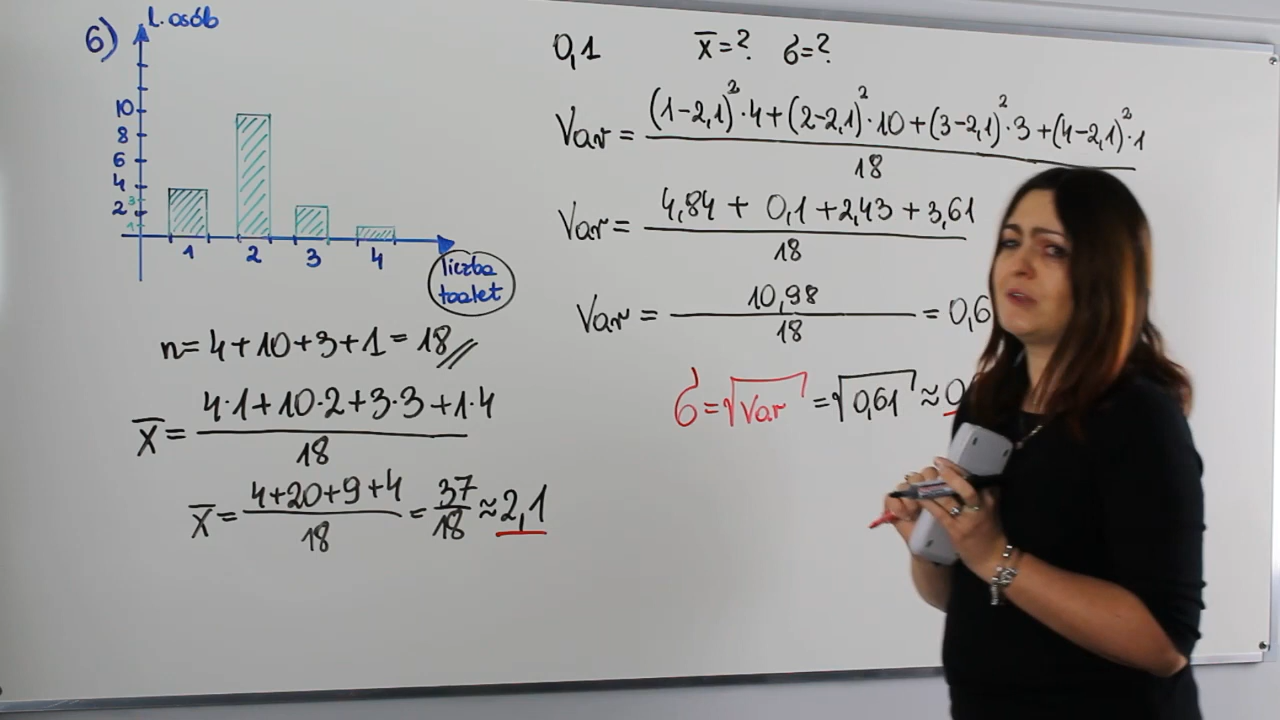 6)
l. osób
10
8
6
4
3
2
1
1 2 3 4
liczba
toalet
n= 4+10+3+1 = 18
x̅ = 4·1+10·2+3·3+1·4 / 18
x̅ = 4+20+9+4 / 18 = 37/18 ≈ 2,1
0,1 x̅ = ? σ = ?
Var = (1-2,1)²·4+(2-2,1)²·10+(3-2,1)²·3+(4-2,1)²·1 / 18
Var = 4,84 + 0,1 + 2,43 + 3,61 / 18
Var = 10,98 / 18 = 0,6
σ = √Var = √0,61 ≈ 0